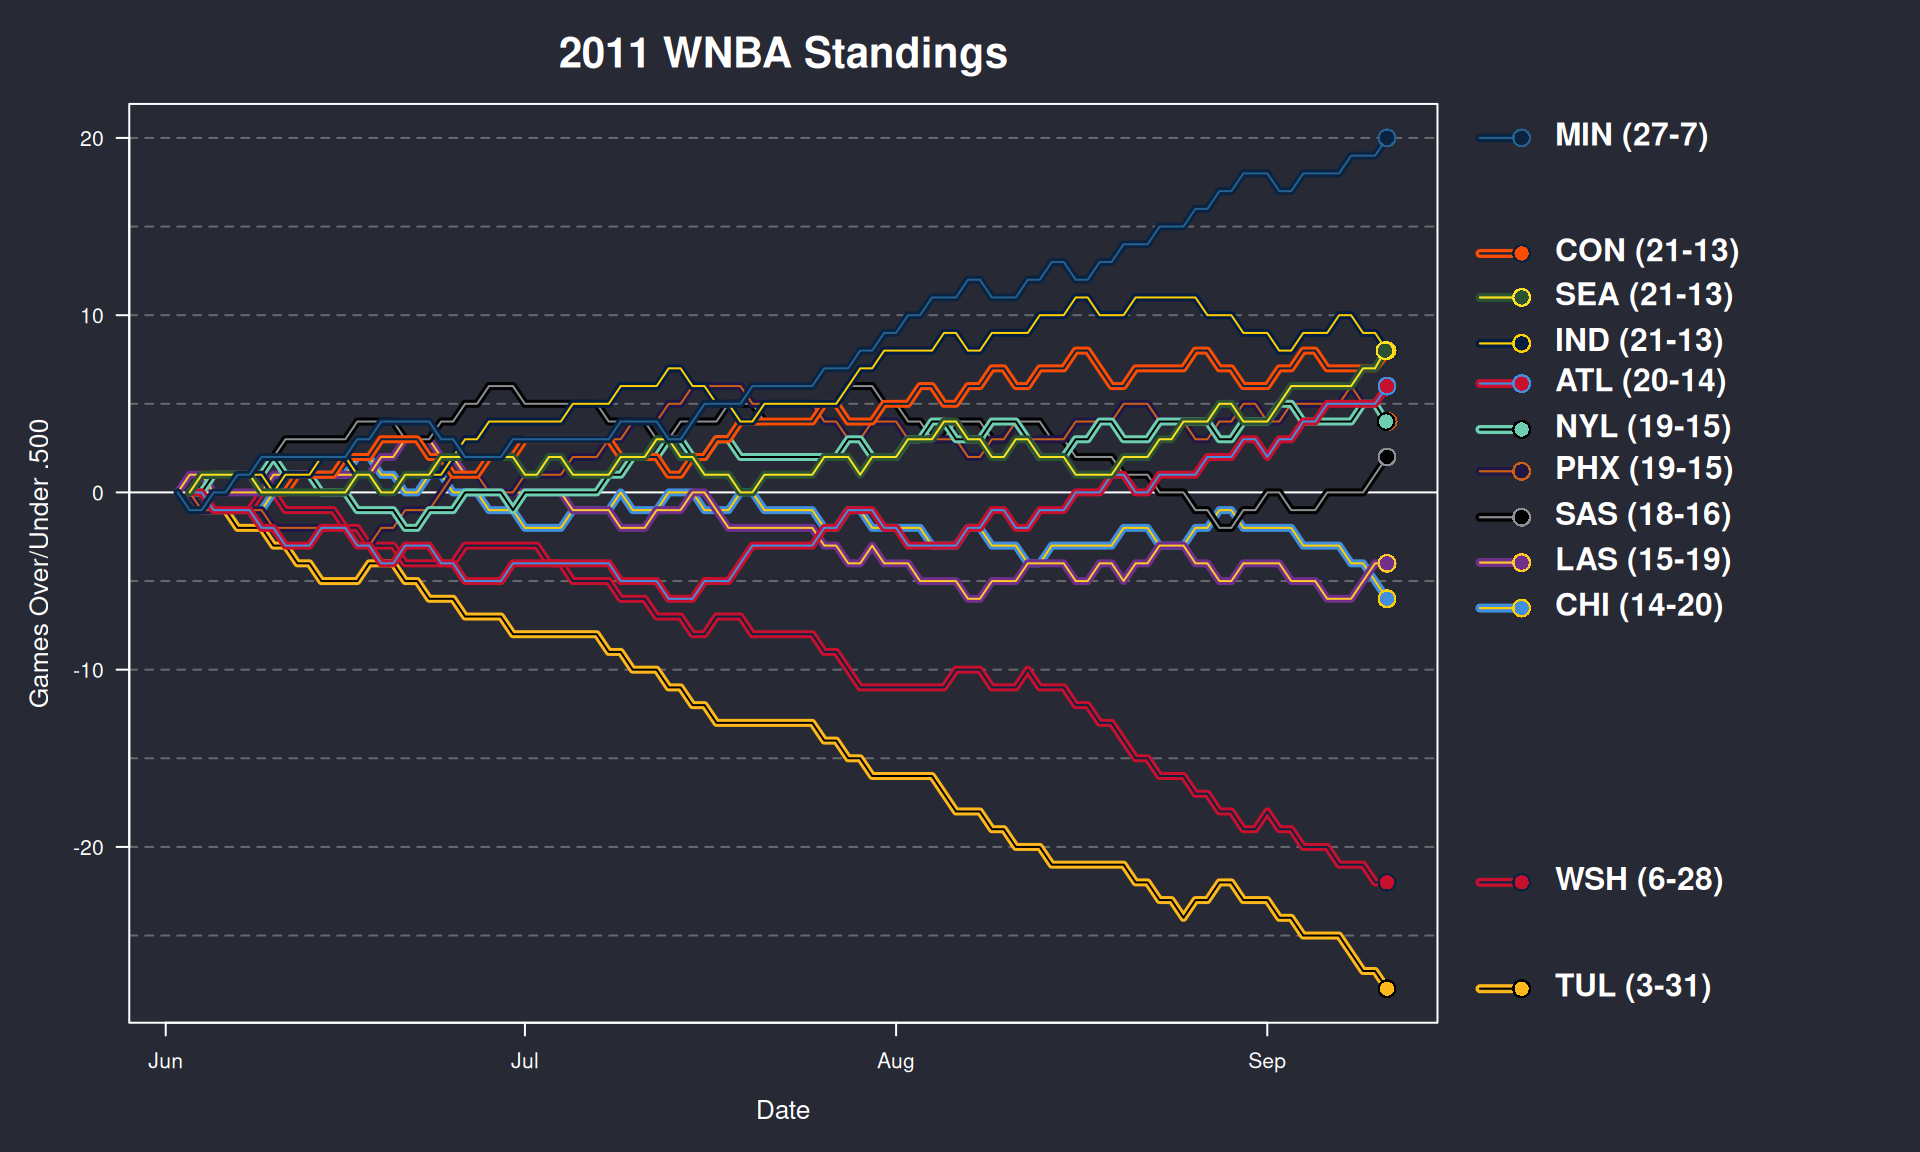 2011 WNBA Standings
20
10
0
-10
-20
Games Over/Under .500
Jun
Jul
Aug
Sep
Date
MIN (27-7)
CON (21-13)
SEA (21-13)
IND (21-13)
ATL (20-14)
NYL (19-15)
PHX (19-15)
SAS (18-16)
LAS (15-19)
CHI (14-20)
WSH (6-28)
TUL (3-31)